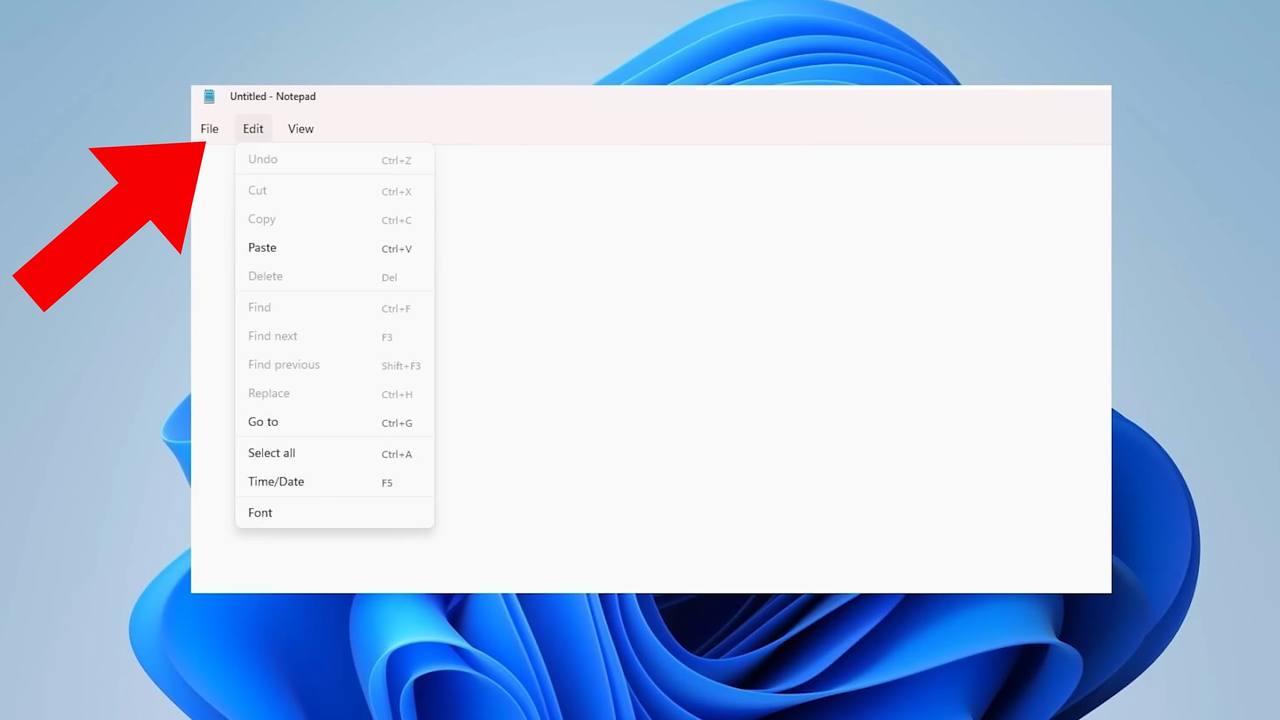 Untitled - Notepad
File Edit View
Undo Ctrl+Z
Cut Ctrl+X
Copy Ctrl+C
Paste Ctrl+V
Delete Del
Find Ctrl+F
Find next F3
Find previous Shift+F3
Replace Ctrl+H
Go to Ctrl+G
Select all Ctrl+A
Time/Date F5
Font